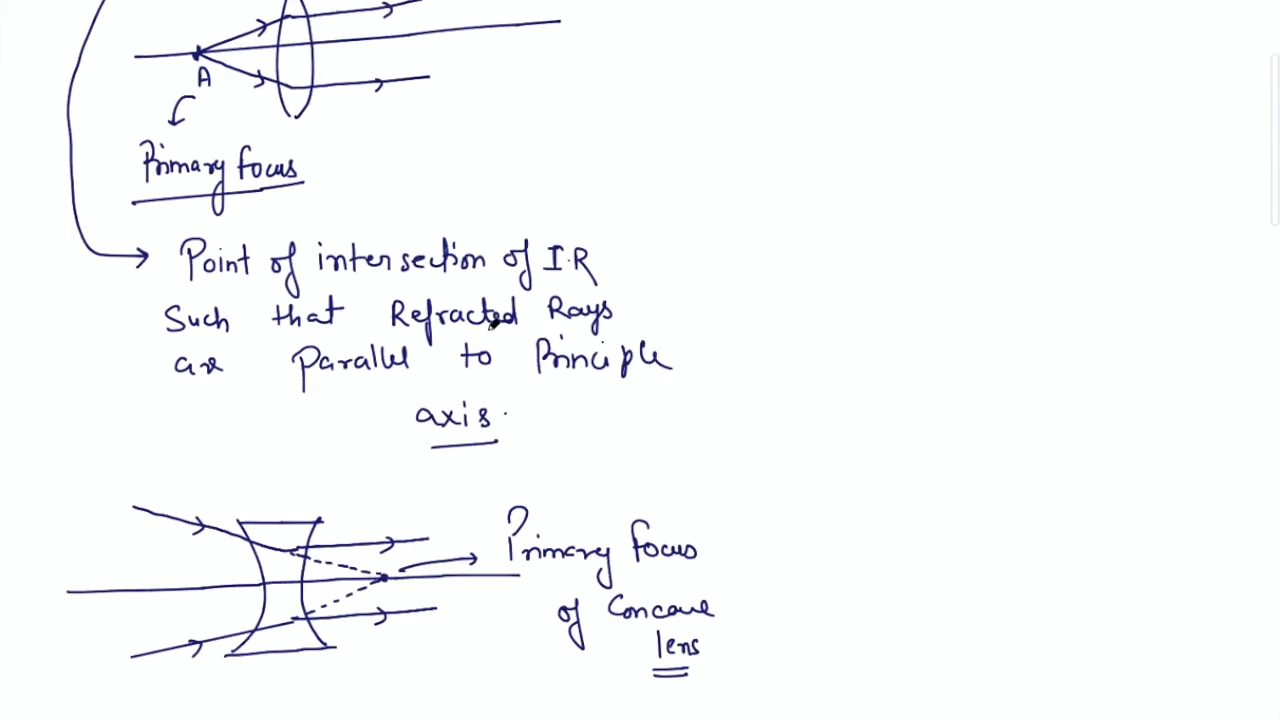 A
Primary focus
Point of intersection of I.R
Such that Refracted Rays
are Parallel to Principle
axis.
Primary focus
of Concave
lens